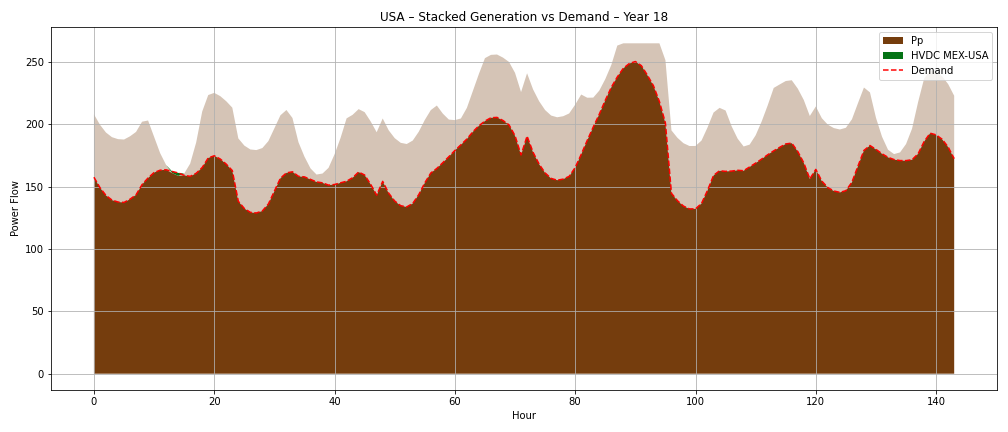 USA – Stacked Generation vs Demand – Year 18
Pp
HVDC MEX-USA
Demand
Power Flow
250
200
150
100
50
0
0 20 40 60 80 100 120 140
Hour